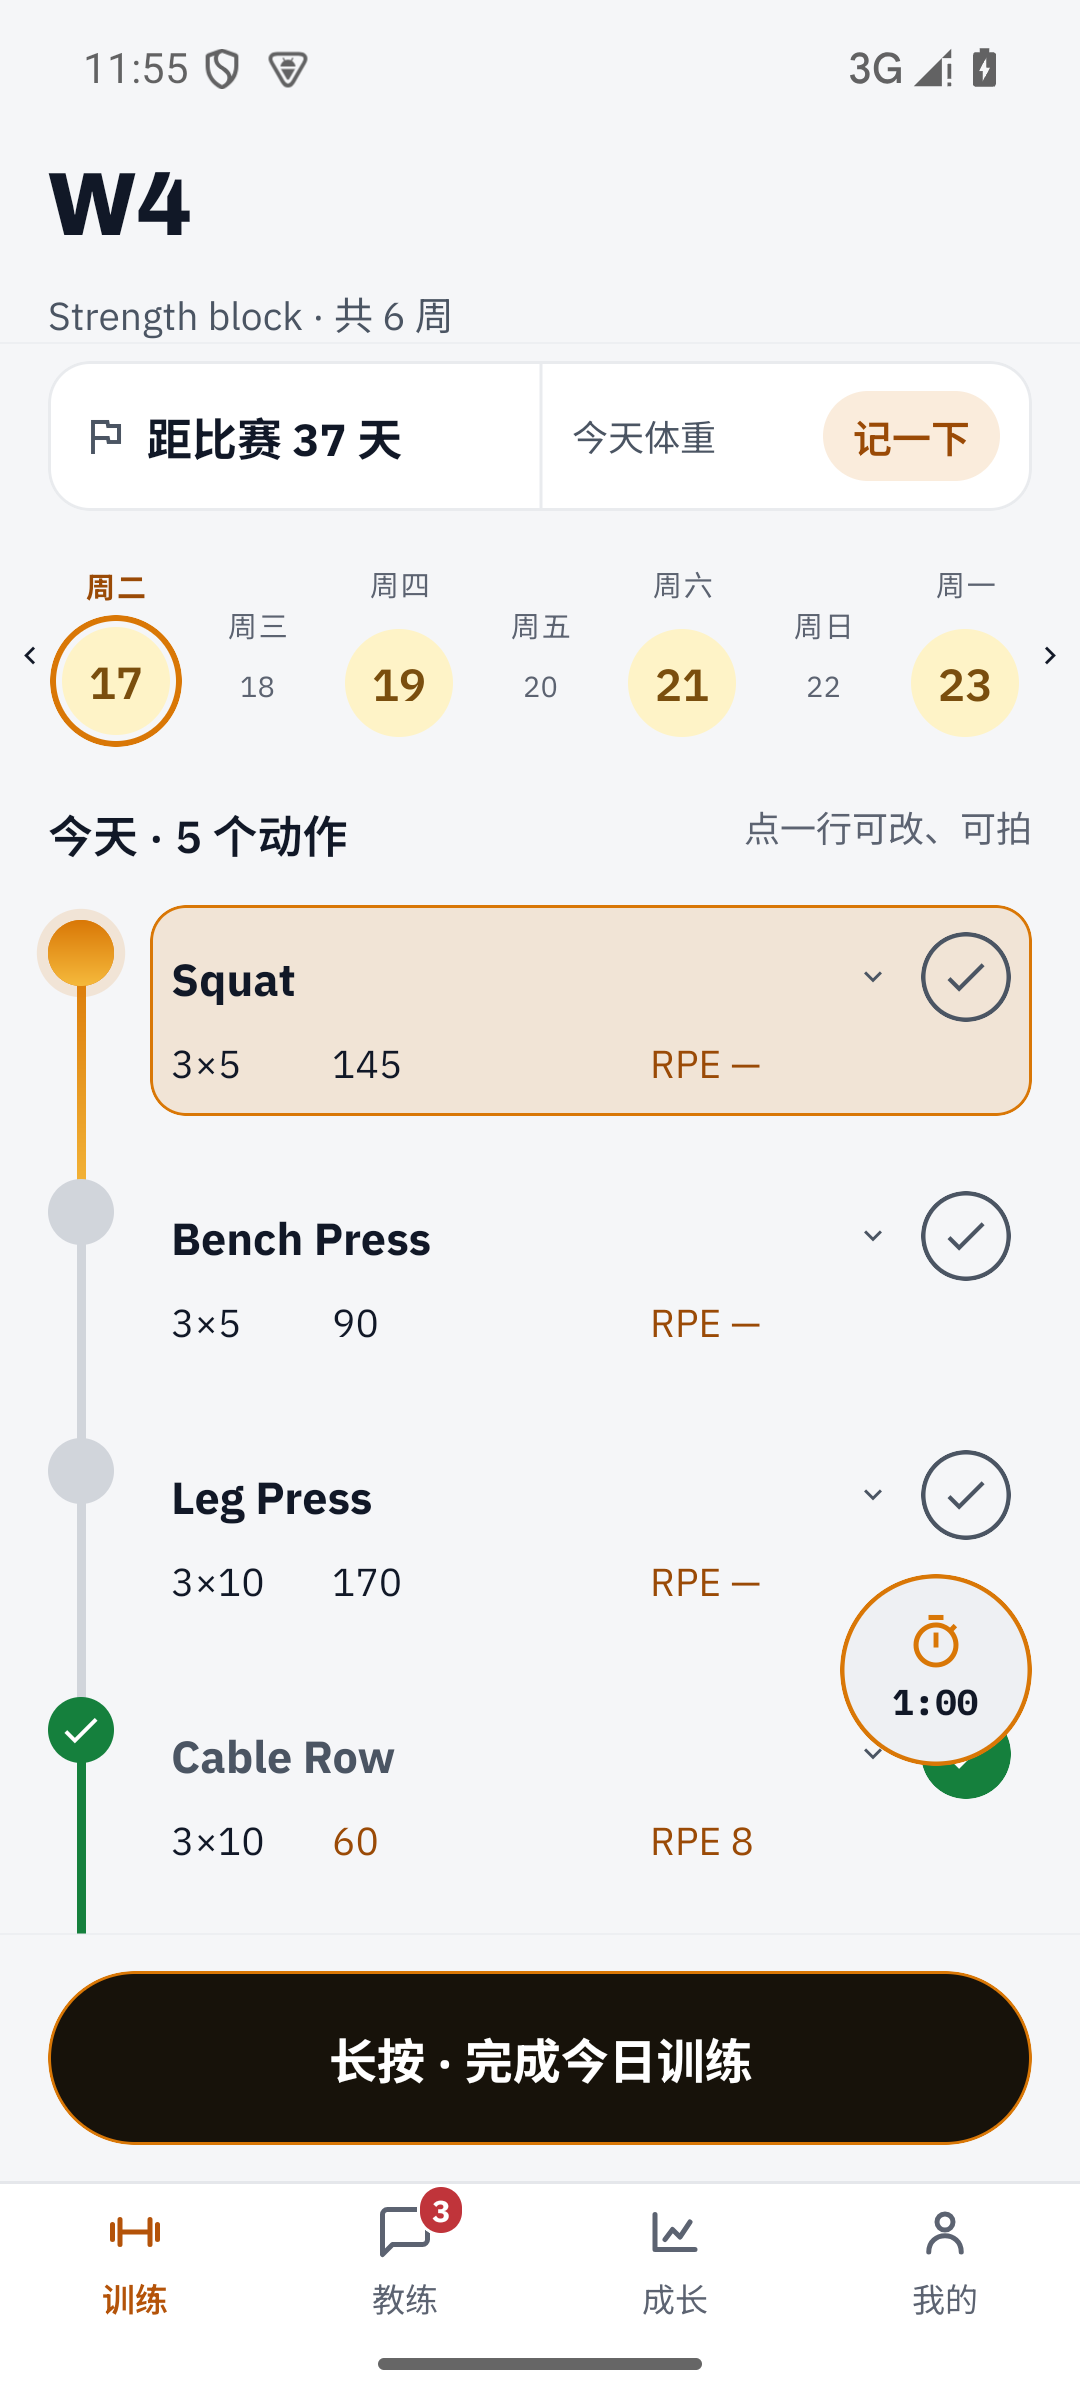 11:55
3G
W4
Strength block · 共 6 周
距比赛 37 天
今天体重
记一下
周二 周三 周四 周五 周六 周日 周一
17 18 19 20 21 22 23
今天 · 5 个动作
点一行可改、可拍
Squat
3×5 145 RPE —
Bench Press
3×5 90 RPE —
Leg Press
3×10 170 RPE —
1:00
Cable Row
3×10 60 RPE 8
长按 · 完成今日训练
3
训练 教练 成长 我的